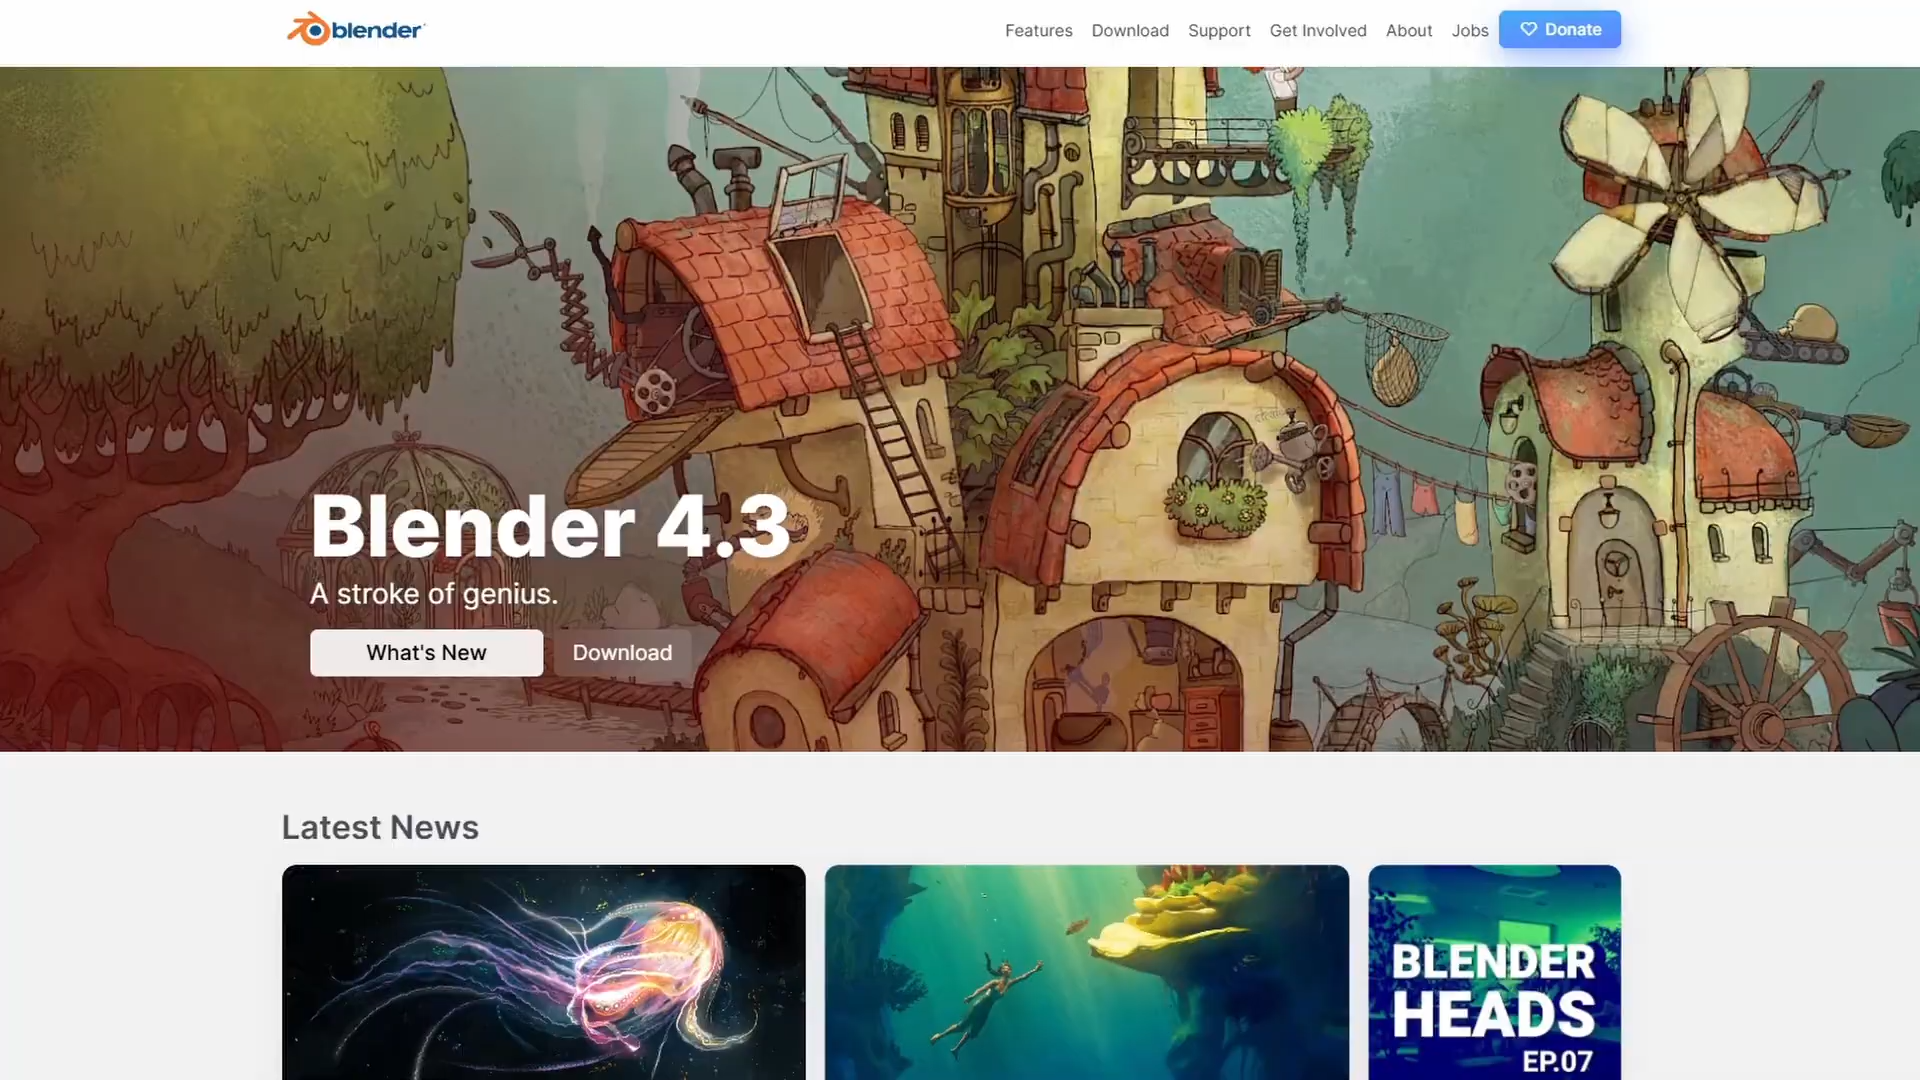 blender
Features Download Support Get Involved About Jobs Donate
Blender 4.3
A stroke of genius.
What's New Download
Latest News
BLENDER
HEADS
EP.07